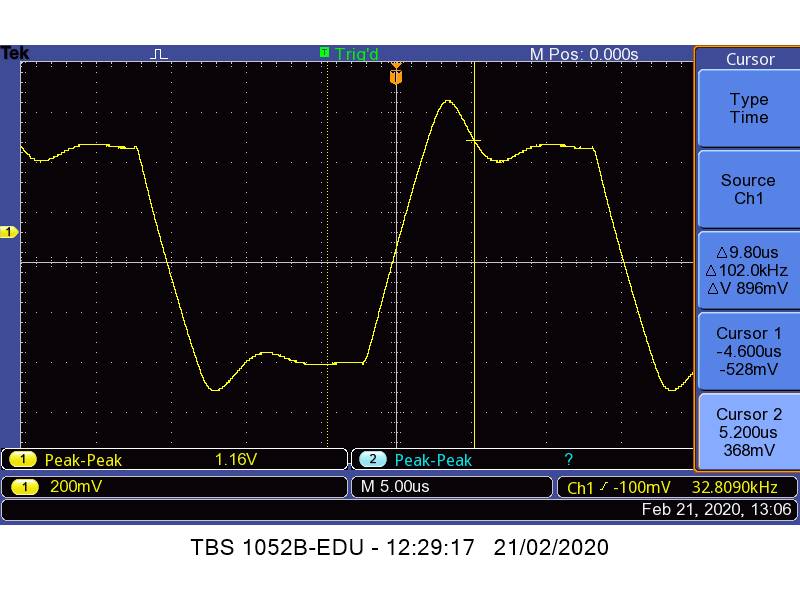 Tek T Trig'd M Pos: 0.000s Cursor
T
Type
Time
Source
Ch1
1
△9.80us
△102.0kHz
△V 896mV
Cursor 1
-4.600us
-528mV
Cursor 2
5.200us
368mV
1 Peak-Peak 1.16V 2 Peak-Peak ?
1 200mV M 5.00us Ch1 -100mV 32.8090kHz
Feb 21, 2020, 13:06
TBS 1052B-EDU - 12:29:17 21/02/2020